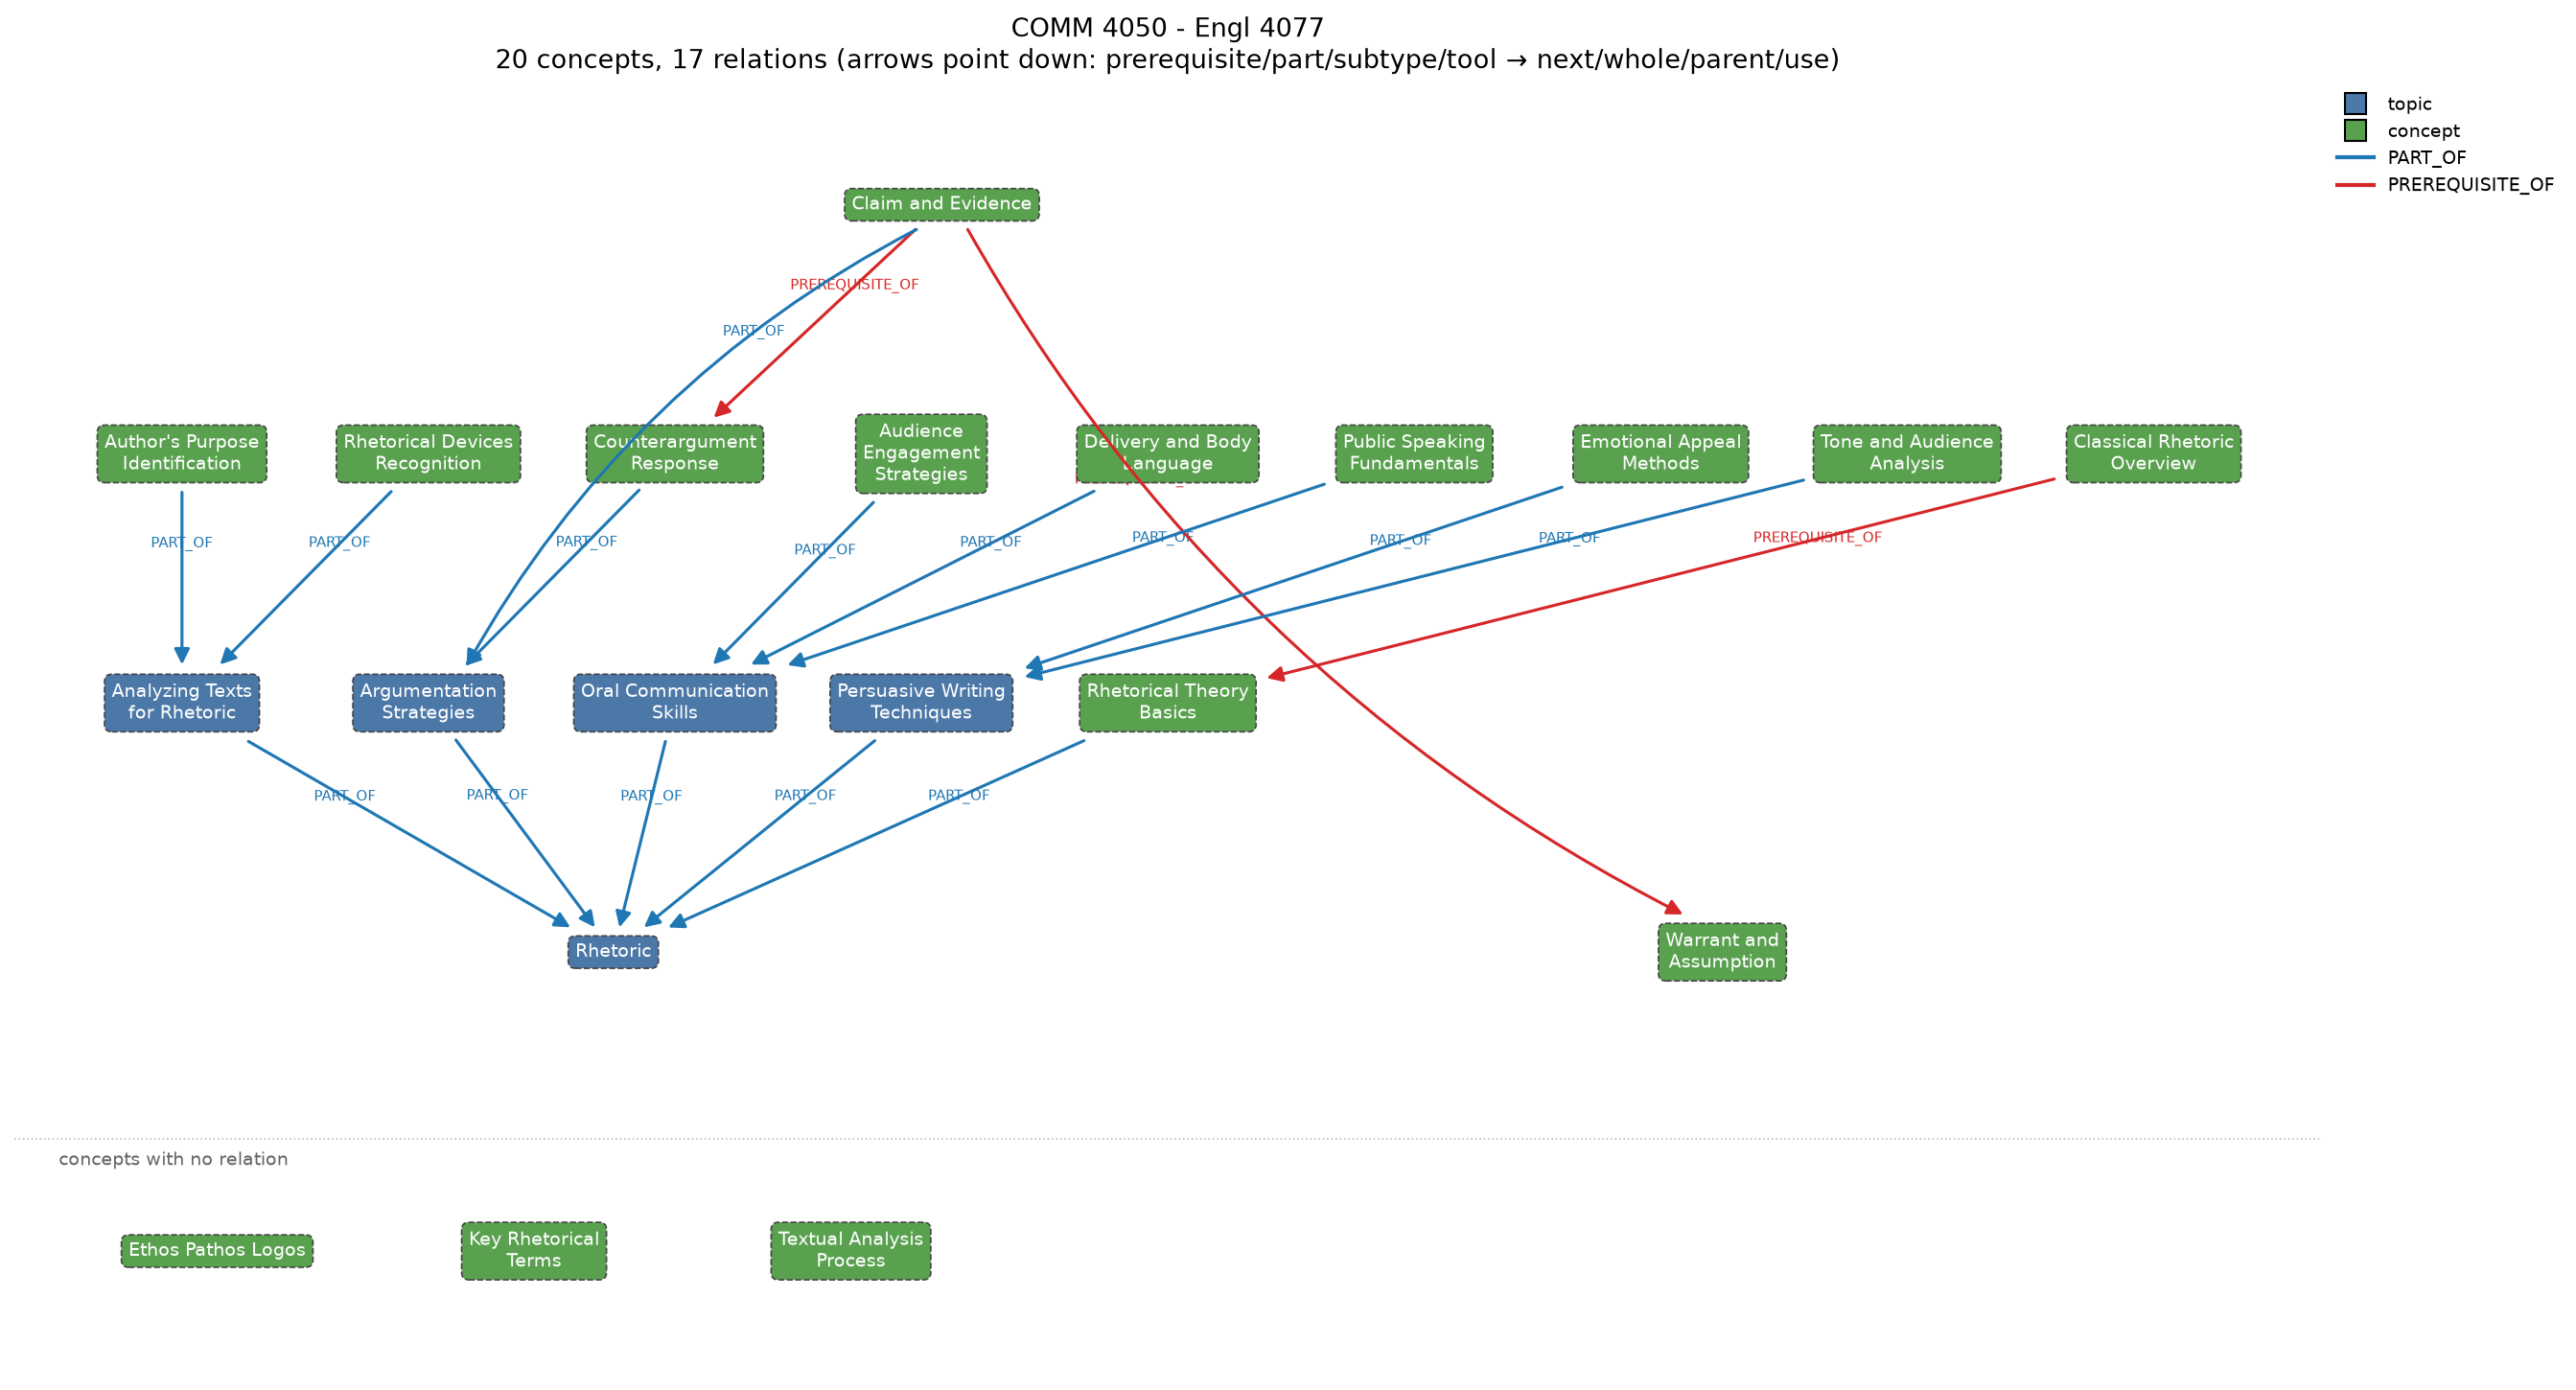 COMM 4050 - Engl 4077
20 concepts, 17 relations (arrows point down: prerequisite/part/subtype/tool → next/whole/parent/use)
topic
concept
PART_OF
PREREQUISITE_OF
Claim and Evidence
PREREQUISITE_OF
PART_OF
Author's Purpose
Identification
Rhetorical Devices
Recognition
Counterargument
Response
Audience
Engagement
Strategies
Delivery and Body
Language
Public Speaking
Fundamentals
Emotional Appeal
Methods
Tone and Audience
Analysis
Classical Rhetoric
Overview
PART_OF
PART_OF
PART_OF
PART_OF
PART_OF
PART_OF
PART_OF
PART_OF
PREREQUISITE_OF
Analyzing Texts
for Rhetoric
Argumentation
Strategies
Oral Communication
Skills
Persuasive Writing
Techniques
Rhetorical Theory
Basics
PART_OF
PART_OF
PART_OF
PART_OF
PART_OF
Rhetoric
Warrant and
Assumption
concepts with no relation
Ethos Pathos Logos
Key Rhetorical
Terms
Textual Analysis
Process